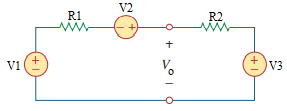 R1
V2
R2
- +
+
V1
+
-
Vo
+
-
V3
-